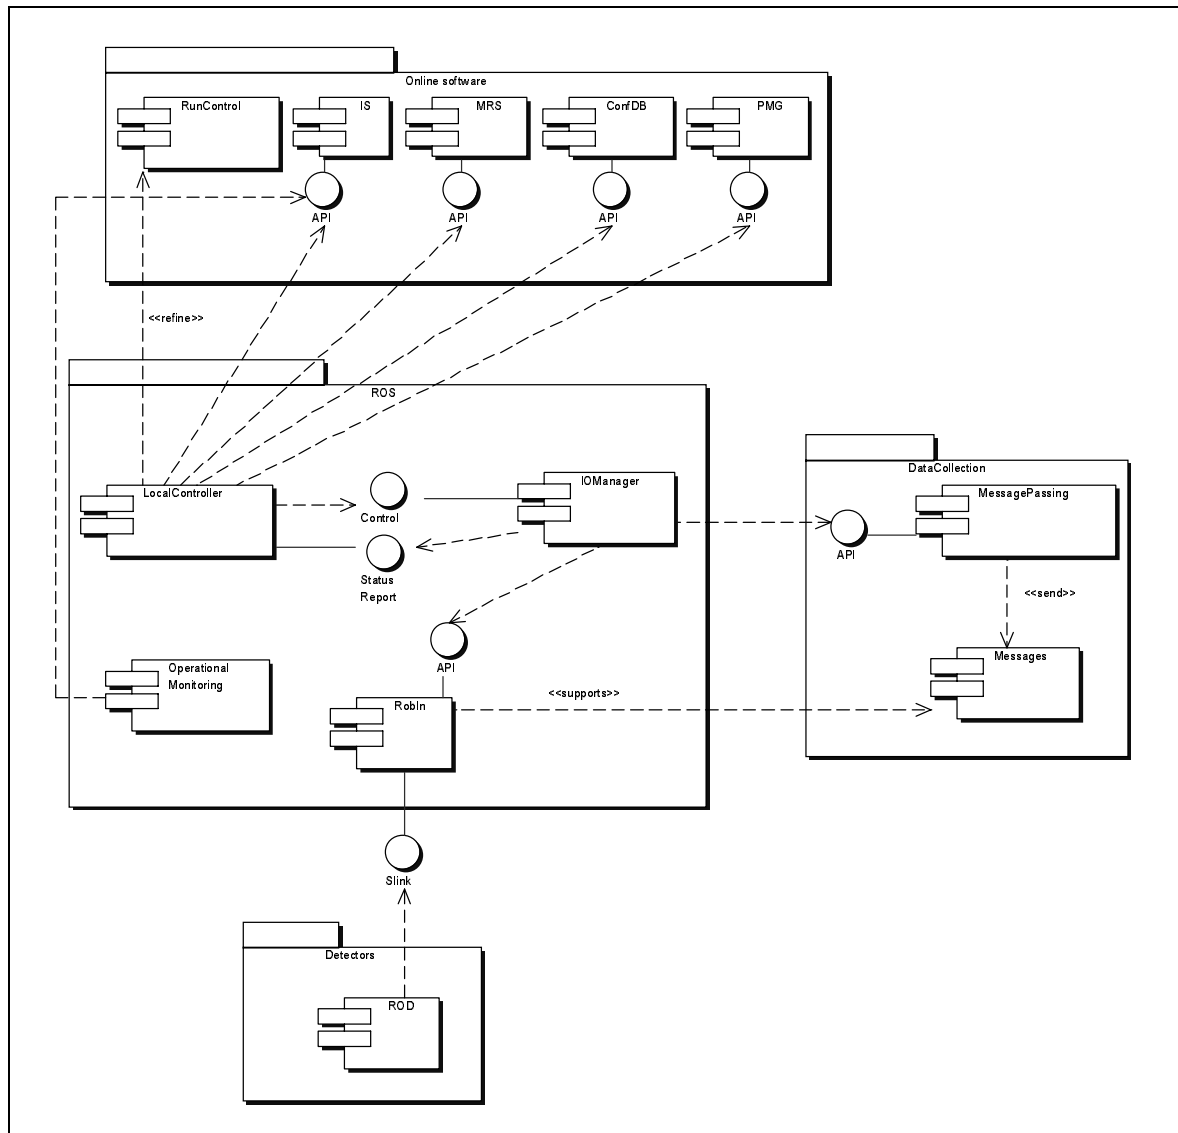 Online software
RunControl
IS
MRS
ConfDB
PMG
API
API
API
API
<<refine>>
ROS
LocalController
Control
Status
Report
IOManager
API
Operational
Monitoring
RobIn
<<supports>>
DataCollection
MessagePassing
API
<<send>>
Messages
Slink
Detectors
ROD